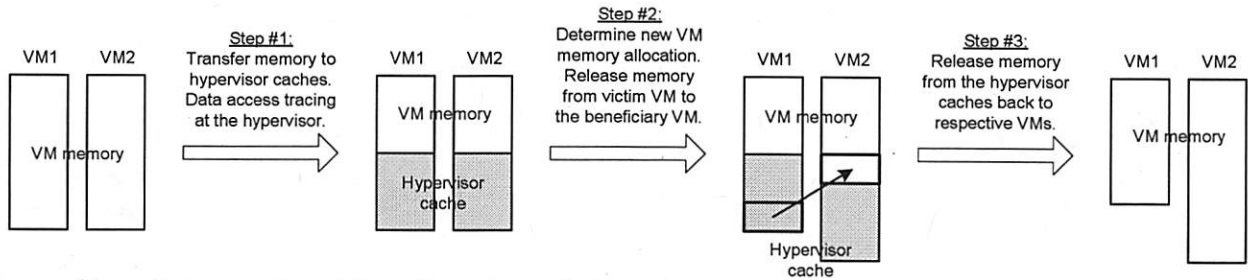 VM1 VM2
VM memory
Step #1:
Transfer memory to
hypervisor caches.
Data access tracing
at the hypervisor.
VM1 VM2
VM memory
Hypervisor
cache
Step #2:
Determine new VM
memory allocation.
Release memory
from victim VM to
the beneficiary VM.
VM1 VM2
VM memory
Hypervisor
cache
Step #3:
Release memory
from the hypervisor
caches back to
respective VMs.
VM1 VM2
VM memory